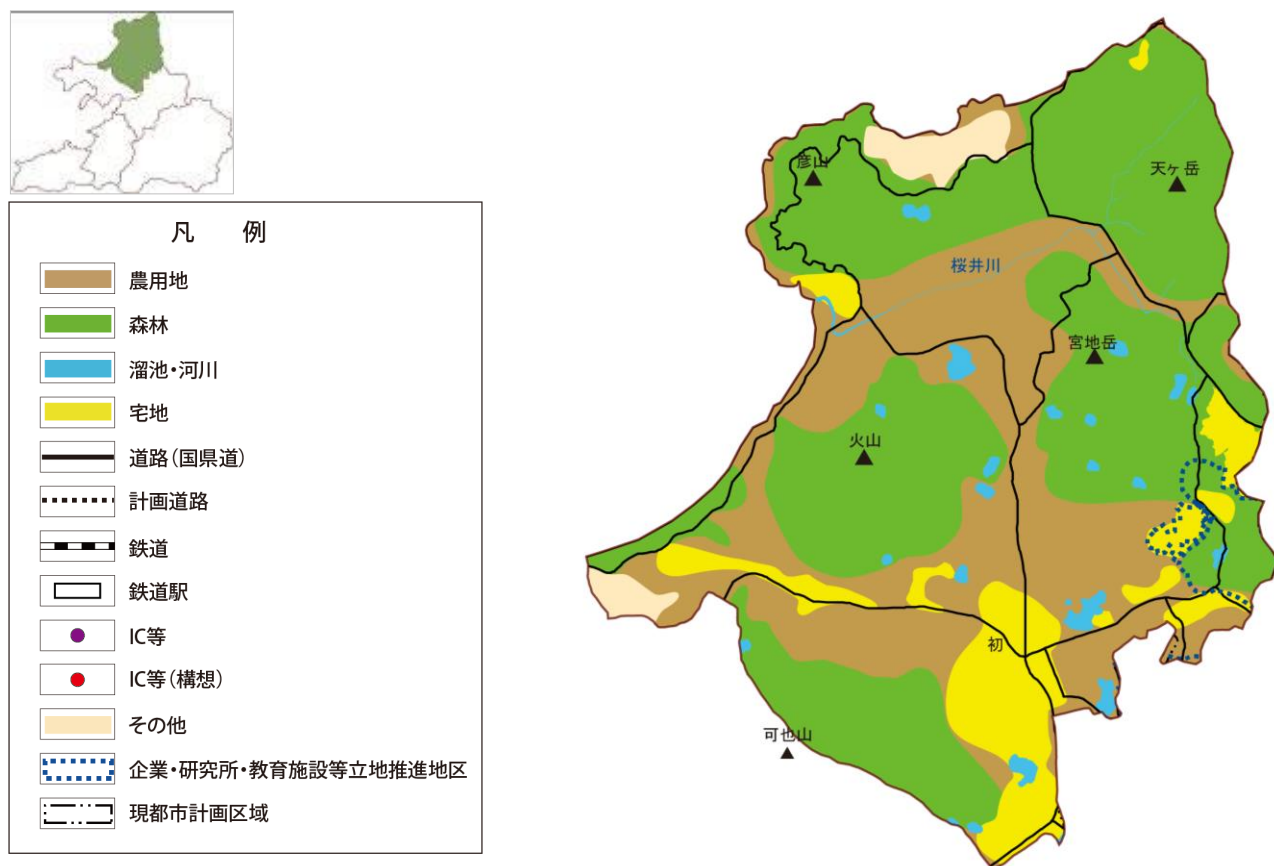 凡　例
農用地
森林
溜池・河川
宅地
道路（国県道）
計画道路
鉄道
鉄道駅
IC等
IC等（構想）
その他
企業・研究所・教育施設等立地推進地区
現都市計画区域
彦山
天ヶ岳
桜井川
宮地岳
火山
初
可也山